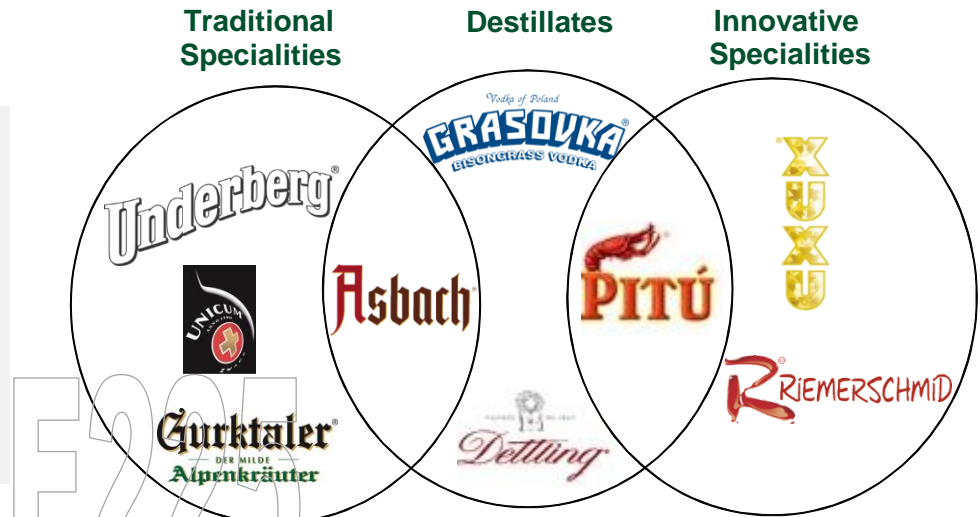 Traditional
Specialities
Destillates
Innovative
Specialities
Vodka of Poland
GRASOVKA®
BISONGRASS VODKA
Underberg®
XUXU
UNICUM
Asbach®
PITÚ
RIEMERSCHMID
Gurktaler®
DER MILDE
Alpenkräuter
Dettling